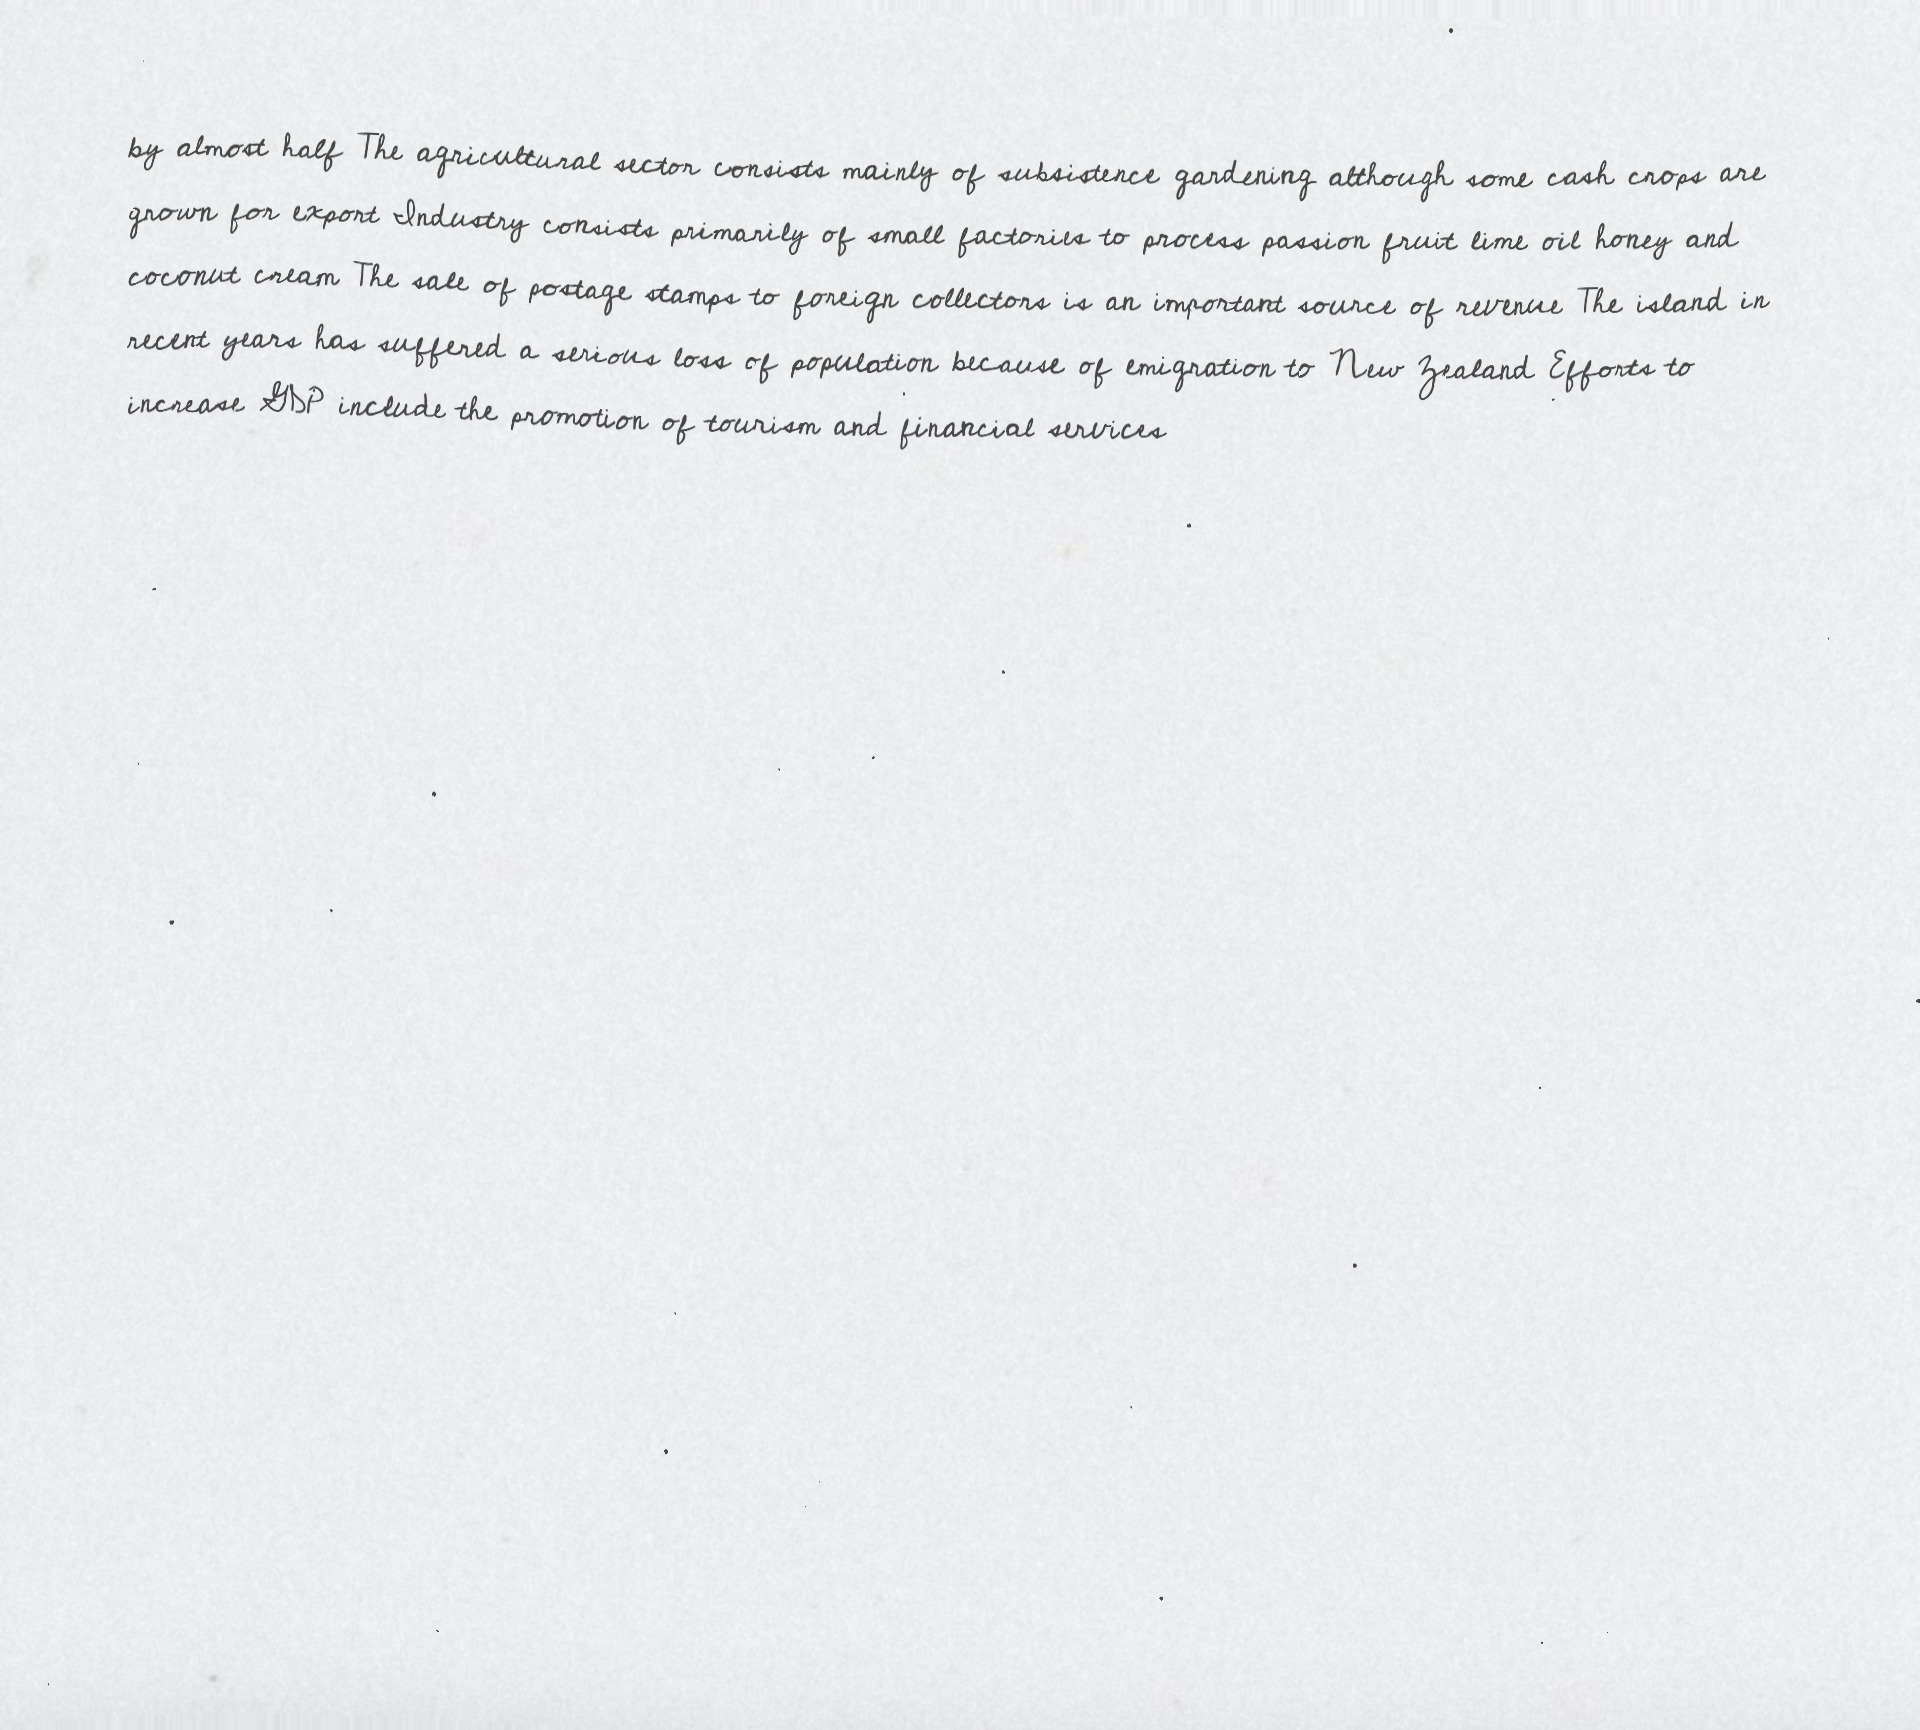 by almost half The agricultural sector consists mainly of subsistence gardening although some cash crops are
grown for export Industry consists primarily of small factories to process passion fruit lime oil honey and
coconut cream The sale of postage stamps to foreign collectors is an important source of revenue The island in
recent years has suffered a serious loss of population because of emigration to New Zealand Efforts to
increase GDP include the promotion of tourism and financial services